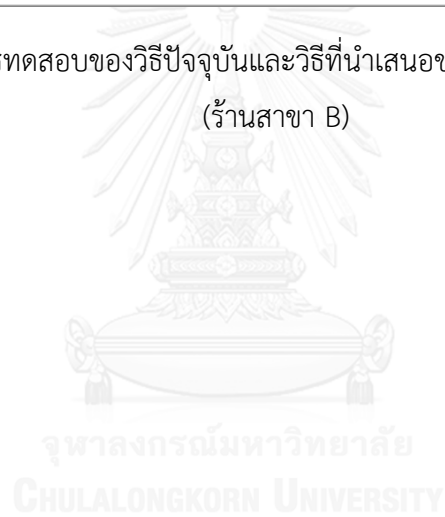 รทดสอบของวิธีปัจจุบันและวิธีที่นำเสนอข
(ร้านสาขา B)
จุฬาลงกรณ์มหาวิทยาลัย
CHULALONGKORN UNIVERSITY